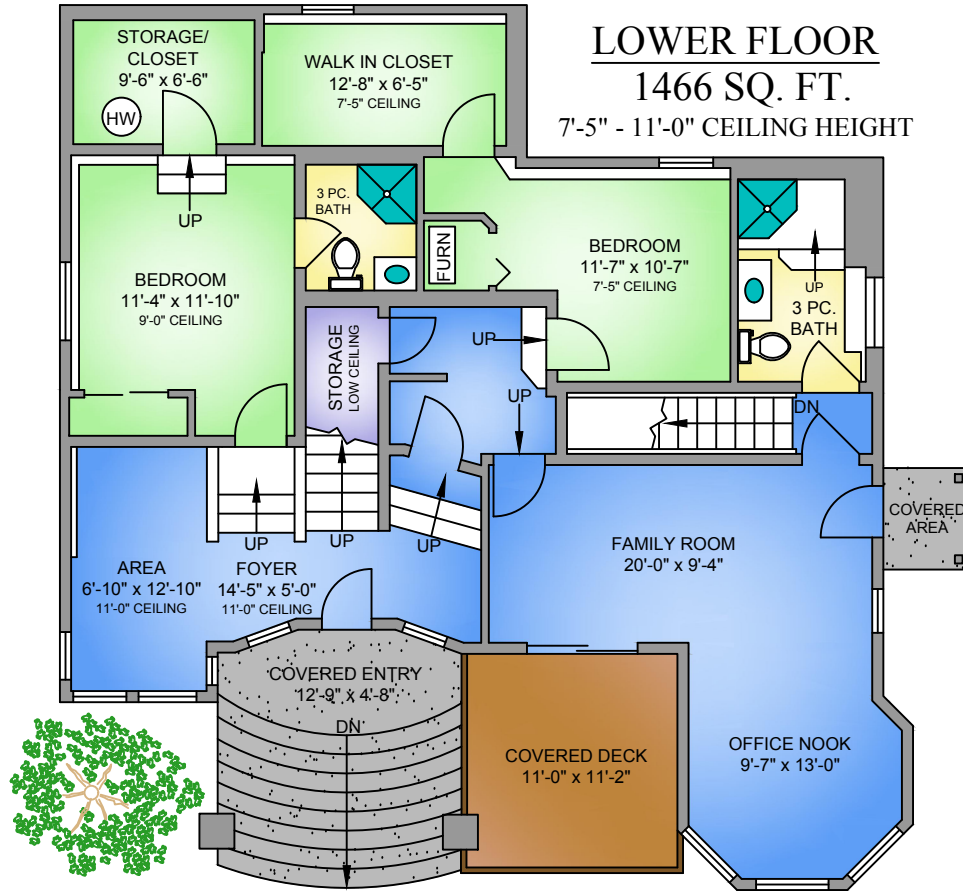 LOWER FLOOR
1466 SQ. FT.
7'-5" - 11'-0" CEILING HEIGHT
STORAGE/
CLOSET
9'-6" x 6'-6"
HW
WALK IN CLOSET
12'-8" x 6'-5"
7'-5" CEILING
UP
3 PC.
BATH
BEDROOM
11'-4" x 11'-10"
9'-0" CEILING
FURN
BEDROOM
11'-7" x 10'-7"
7'-5" CEILING
UP
3 PC.
BATH
STORAGE
LOW CEILING
UP
UP
DN
COVERED
AREA
FAMILY ROOM
20'-0" x 9'-4"
UP
UP
UP
AREA
6'-10" x 12'-10"
11'-0" CEILING
FOYER
14'-5" x 5'-0"
11'-0" CEILING
COVERED ENTRY
12'-9" x 4'-8"
DN
COVERED DECK
11'-0" x 11'-2"
OFFICE NOOK
9'-7" x 13'-0"